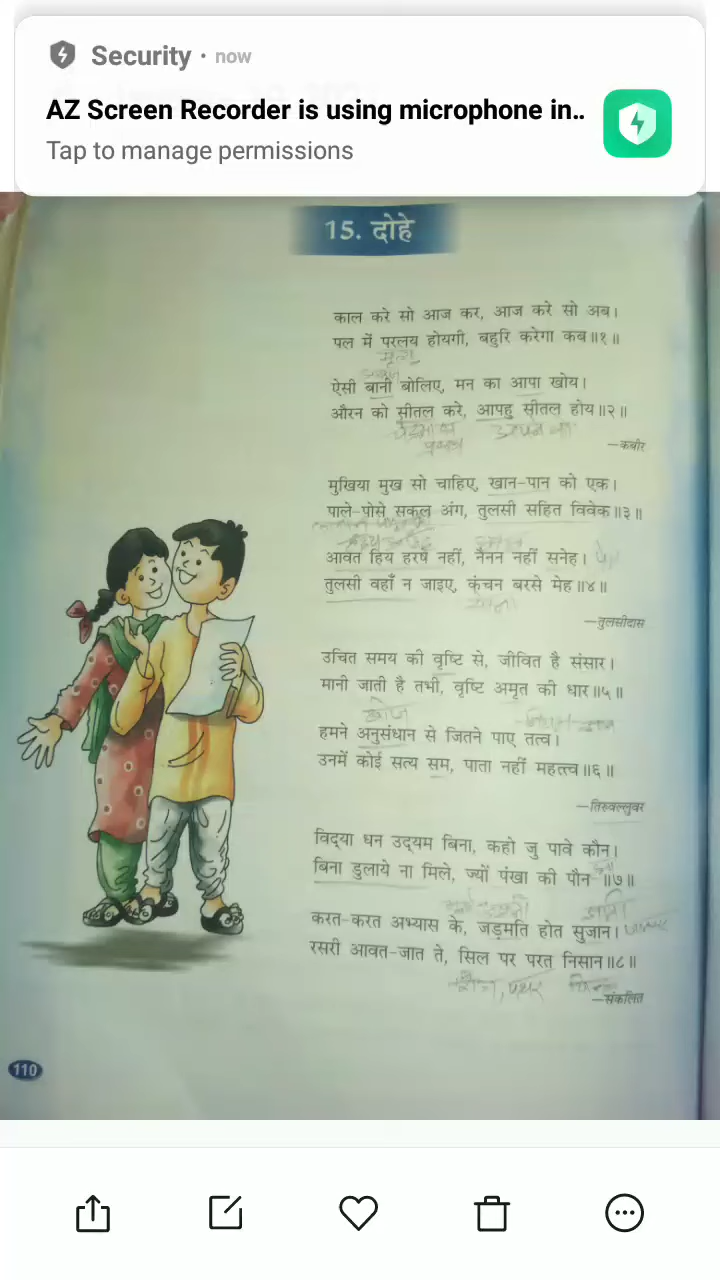 Security · now
AZ Screen Recorder is using microphone in..
Tap to manage permissions
15. दोहे
काल करे सो आज कर, आज करे सो अब।
पल में परलय होयगी, बहुरि करेगा कब॥१॥
ऐसी बानी बोलिए, मन का आपा खोय।
औरन को सीतल करे, आपहु सीतल होय॥२॥
—कबीर
मुखिया मुख सो चाहिए, खान-पान को एक।
पाले-पोसे सकल अंग, तुलसी सहित विवेक॥३॥
आवत हिय हरष नहीं, नैनन नहीं सनेह।
तुलसी वहाँ न जाइए, कंचन बरसे मेह॥४॥
—तुलसीदास
उचित समय की वृष्टि से, जीवित है संसार।
मानी जाती है तभी, वृष्टि अमृत की धार॥५॥
खोज
हमने अनुसंधान से जितने पाए तत्व।
उनमें कोई सत्य सम, पाता नहीं महत्त्व॥६॥
—तिरुवल्लुवर
विद्या धन उद्यम बिना, कहो जु पावे कौन।
बिना डुलाये ना मिले, ज्यों पंखा की पौन॥७॥
करत-करत अभ्यास के, जड़मति होत सुजान।
रसरी आवत-जात ते, सिल पर परत निसान॥८॥
—संकलित
110